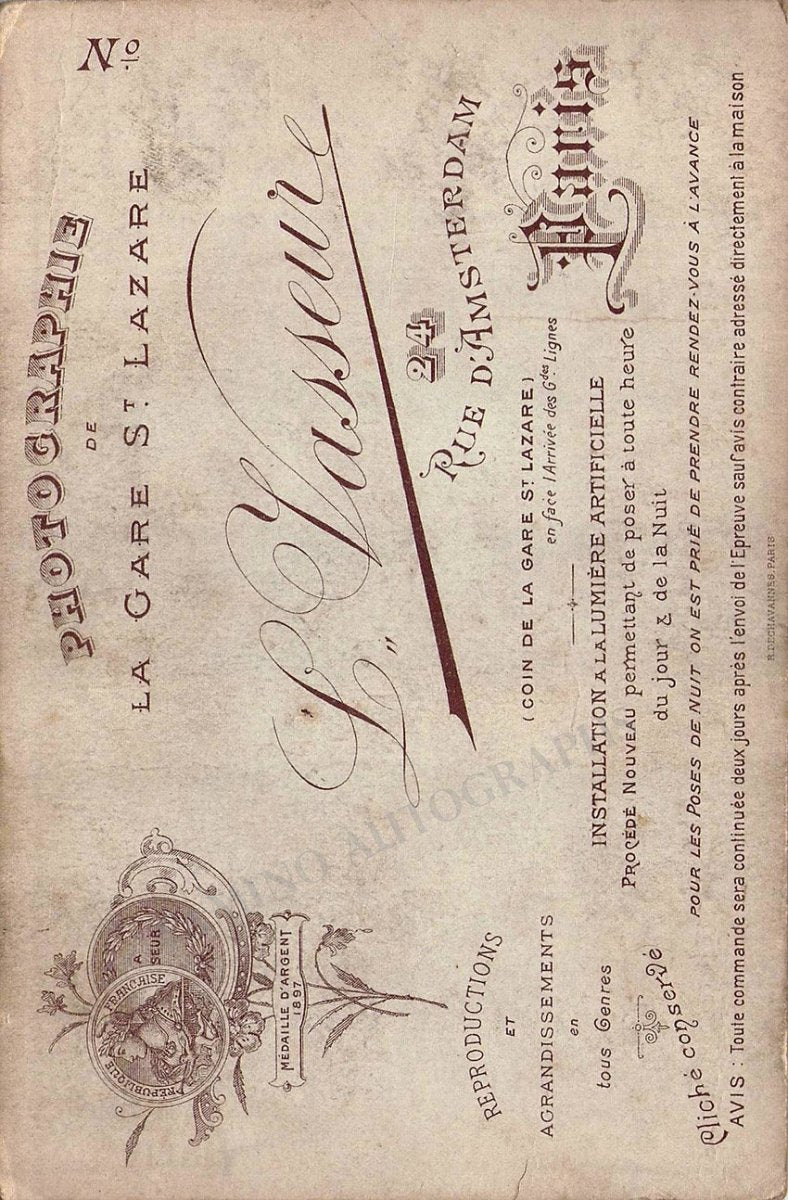 Nº
PHOTOGRAPHIE
DE
LA GARE ST LAZARE
L. Vasseur
24
RUE D'AMSTERDAM
Paris
(COIN DE LA GARE ST LAZARE)
en face l'Arrivée des Gdes Lignes
INSTALLATION A LA LUMIÈRE ARTIFICIELLE
PROCÉDÉ NOUVEAU permettant de poser à toute heure
du jour & de la Nuit
POUR LES POSES DE NUIT ON EST PRIÉ DE PRENDRE RENDEZ-VOUS À L'AVANCE
RÉPUBLIQUE FRANÇAISE
A
SEUR
MÉDAILLE D'ARGENT
1897
REPRODUCTIONS
ET
AGRANDISSEMENTS
en
tous Genres
Cliché conservé
AVIS : Toute commande sera continuée deux jours après l'envoi de l'Epreuve sauf avis contraire adressé directement à la maison
R. DECHAVANNES. PARIS